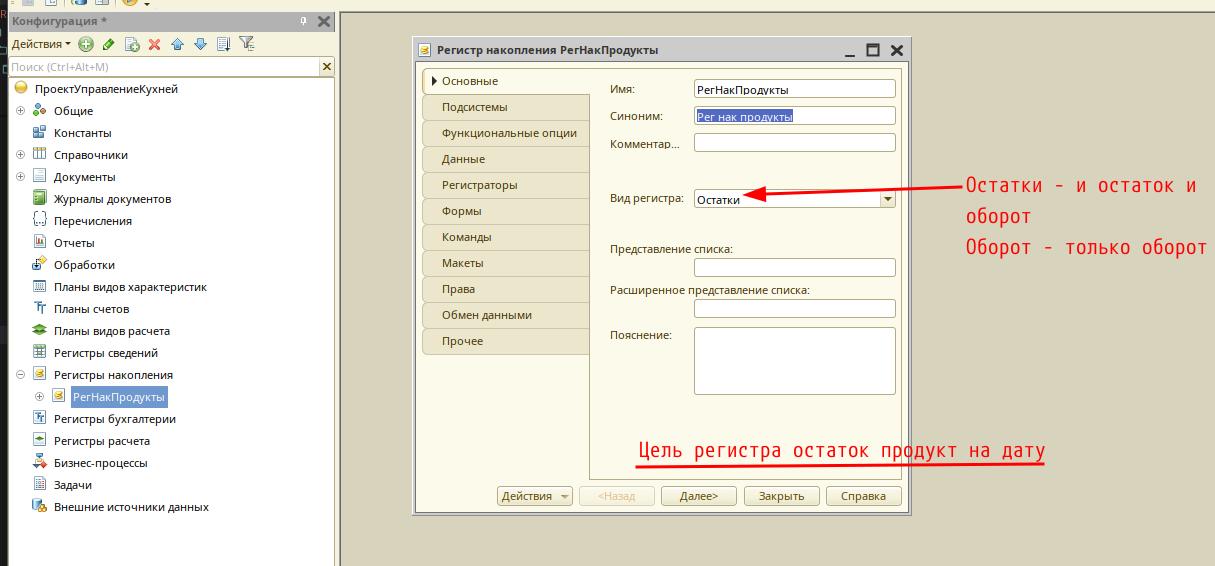 Конфигурация *
Действия
Поиск (Ctrl+Alt+M)
ПроектУправлениеКухней
Общие
Константы
Справочники
Документы
Журналы документов
Перечисления
Отчеты
Обработки
Планы видов характеристик
Планы счетов
Планы видов расчета
Регистры сведений
Регистры накопления
РегНакПродукты
Регистры бухгалтерии
Регистры расчета
Бизнес-процессы
Задачи
Внешние источники данных
Регистр накопления РегНакПродукты
Основные
Подсистемы
Функциональные опции
Данные
Регистраторы
Формы
Команды
Макеты
Права
Обмен данными
Прочее
Имя: РегНакПродукты
Синоним: Рег нак продукты
Комментар...
Вид регистра: Остатки
Представление списка:
Расширенное представление списка:
Пояснение:
Остатки - и остаток и
оборот
Оборот - только оборот
Цель регистра остаток продукт на дату
Действия <Назад Далее> Закрыть Справка